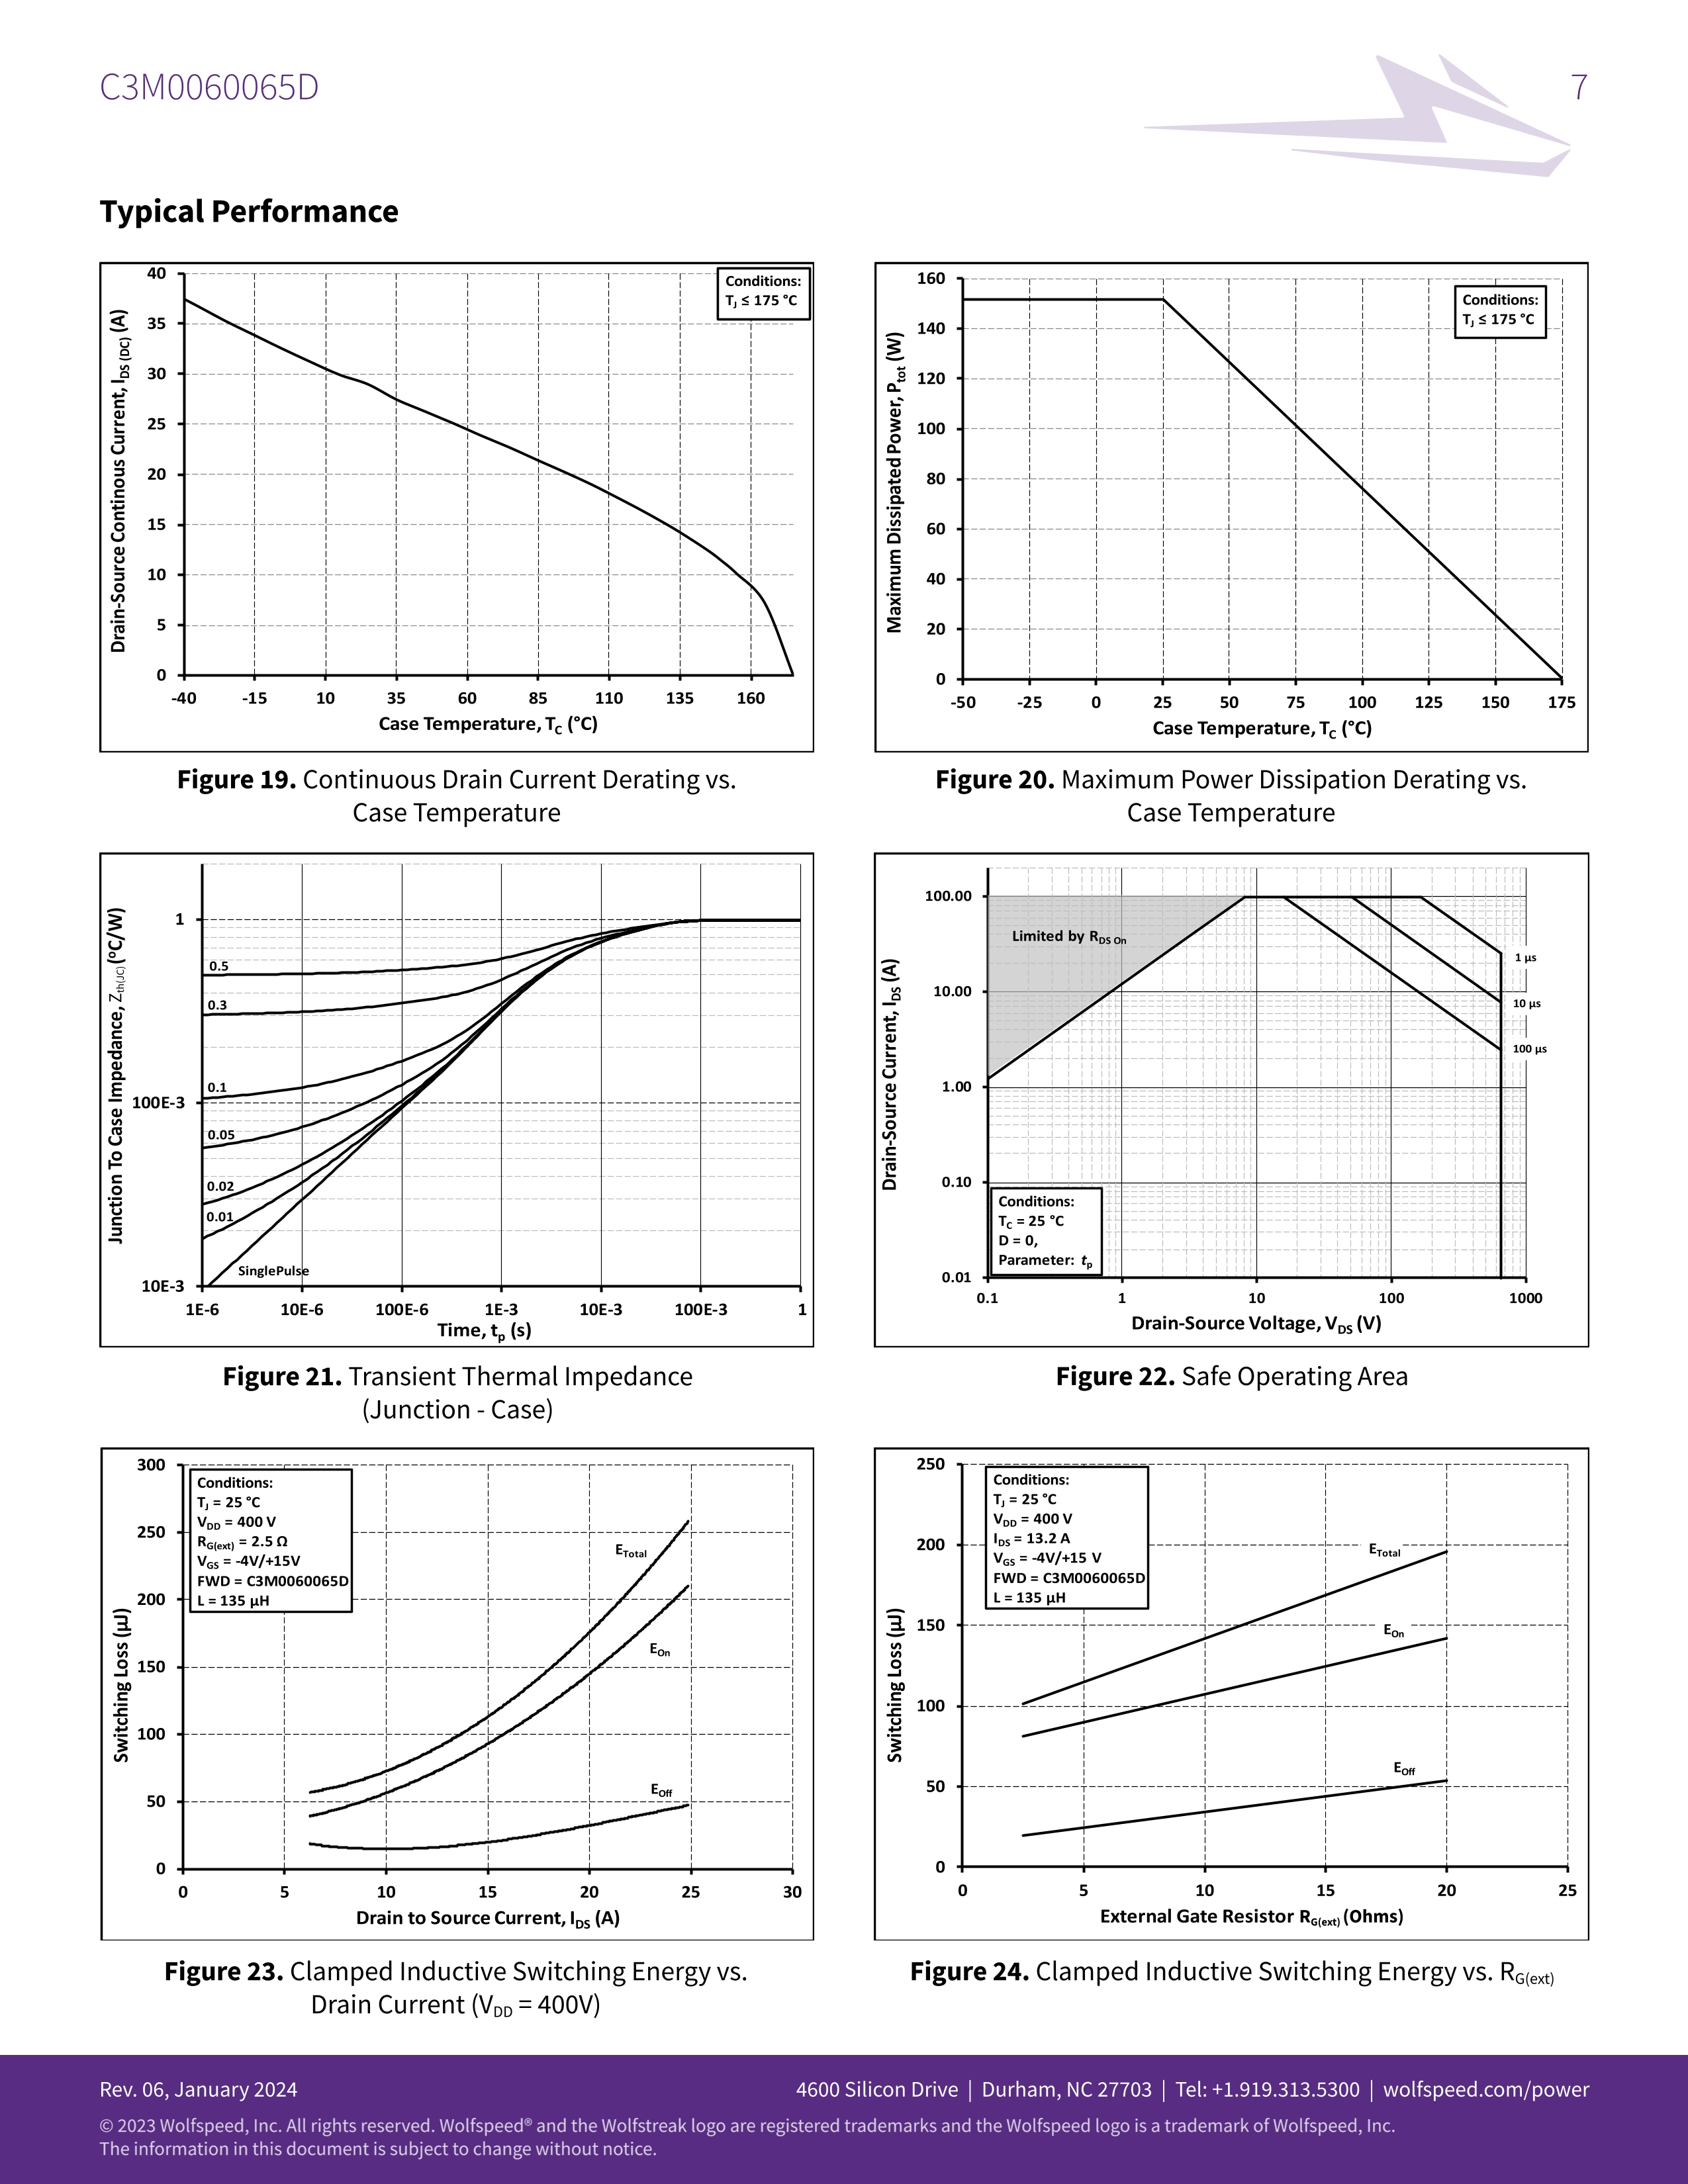 C3M0060065D
7
Typical Performance
Drain-Source Continous Current, IDS (DC) (A)
40
35
30
25
20
15
10
5
0
-40 -15 10 35 60 85 110 135 160
Case Temperature, TC (°C)
Conditions:
TJ ≤ 175 °C
Figure 19. Continuous Drain Current Derating vs.
Case Temperature
Maximum Dissipated Power, Ptot (W)
160
140
120
100
80
60
40
20
0
-50 -25 0 25 50 75 100 125 150 175
Case Temperature, TC (°C)
Conditions:
TJ ≤ 175 °C
Figure 20. Maximum Power Dissipation Derating vs.
Case Temperature
Junction To Case Impedance, Zth(JC) (°C/W)
1
100E-3
10E-3
0.5
0.3
0.1
0.05
0.02
0.01
SinglePulse
1E-6 10E-6 100E-6 1E-3 10E-3 100E-3 1
Time, tp (s)
Figure 21. Transient Thermal Impedance
(Junction - Case)
Drain-Source Current, IDS (A)
100.00
10.00
1.00
0.10
0.01
Limited by RDS On
1 µs
10 µs
100 µs
Conditions:
TC = 25 °C
D = 0,
Parameter: tp
0.1 1 10 100 1000
Drain-Source Voltage, VDS (V)
Figure 22. Safe Operating Area
Switching Loss (µJ)
300
250
200
150
100
50
0
Conditions:
TJ = 25 °C
VDD = 400 V
RG(ext) = 2.5 Ω
VGS = -4V/+15V
FWD = C3M0060065D
L = 135 µH
ETotal
EOn
EOff
0 5 10 15 20 25 30
Drain to Source Current, IDS (A)
Figure 23. Clamped Inductive Switching Energy vs.
Drain Current (VDD = 400V)
Switching Loss (µJ)
250
200
150
100
50
0
Conditions:
TJ = 25 °C
VDD = 400 V
IDS = 13.2 A
VGS = -4V/+15 V
FWD = C3M0060065D
L = 135 µH
ETotal
EOn
EOff
0 5 10 15 20 25
External Gate Resistor RG(ext) (Ohms)
Figure 24. Clamped Inductive Switching Energy vs. RG(ext)
Rev. 06, January 2024
4600 Silicon Drive | Durham, NC 27703 | Tel: +1.919.313.5300 | wolfspeed.com/power
© 2023 Wolfspeed, Inc. All rights reserved. Wolfspeed® and the Wolfstreak logo are registered trademarks and the Wolfspeed logo is a trademark of Wolfspeed, Inc.
The information in this document is subject to change without notice.